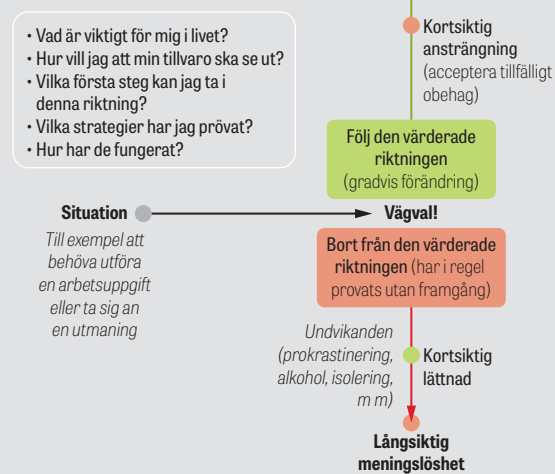 • Vad är viktigt för mig i livet?
• Hur vill jag att min tillvaro ska se ut?
• Vilka första steg kan jag ta i
denna riktning?
• Vilka strategier har jag prövat?
• Hur har de fungerat?
Kortsiktig
ansträngning
(acceptera tillfälligt
obehag)
Följ den värderade
riktningen
(gradvis förändring)
Situation
Vägval!
Till exempel att
behöva utföra
en arbetsuppgift
eller ta sig an
en utmaning
Bort från den värderade
riktningen (har i regel
provats utan framgång)
Undvikanden
(prokrastinering,
alkohol, isolering,
m m)
Kortsiktig
lättnad
Långsiktig
meningslöshet